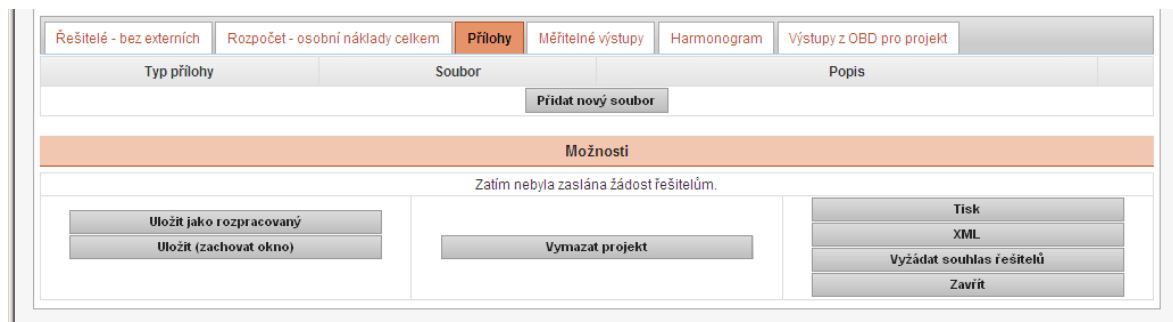 Řešitelé - bez externích Rozpočet - osobní náklady celkem Přílohy Měřitelné výstupy Harmonogram Výstupy z OBD pro projekt
Typ přílohy Soubor Popis
Přidat nový soubor
Možnosti
Zatím nebyla zaslána žádost řešitelům.
Uložit jako rozpracovaný
Uložit (zachovat okno)
Vymazat projekt
Tisk
XML
Vyžádát souhlas řešitelů
Zavřít